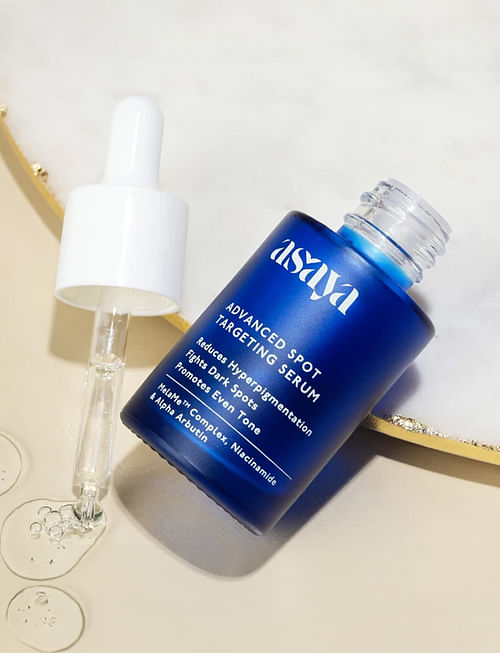 asaya
ADVANCED SPOT
TARGETING SERUM
Reduces Hyperpigmentation
Fights Dark Spots
Promotes Even Tone
MelaMe™ Complex, Niacinamide
& Alpha Arbutin